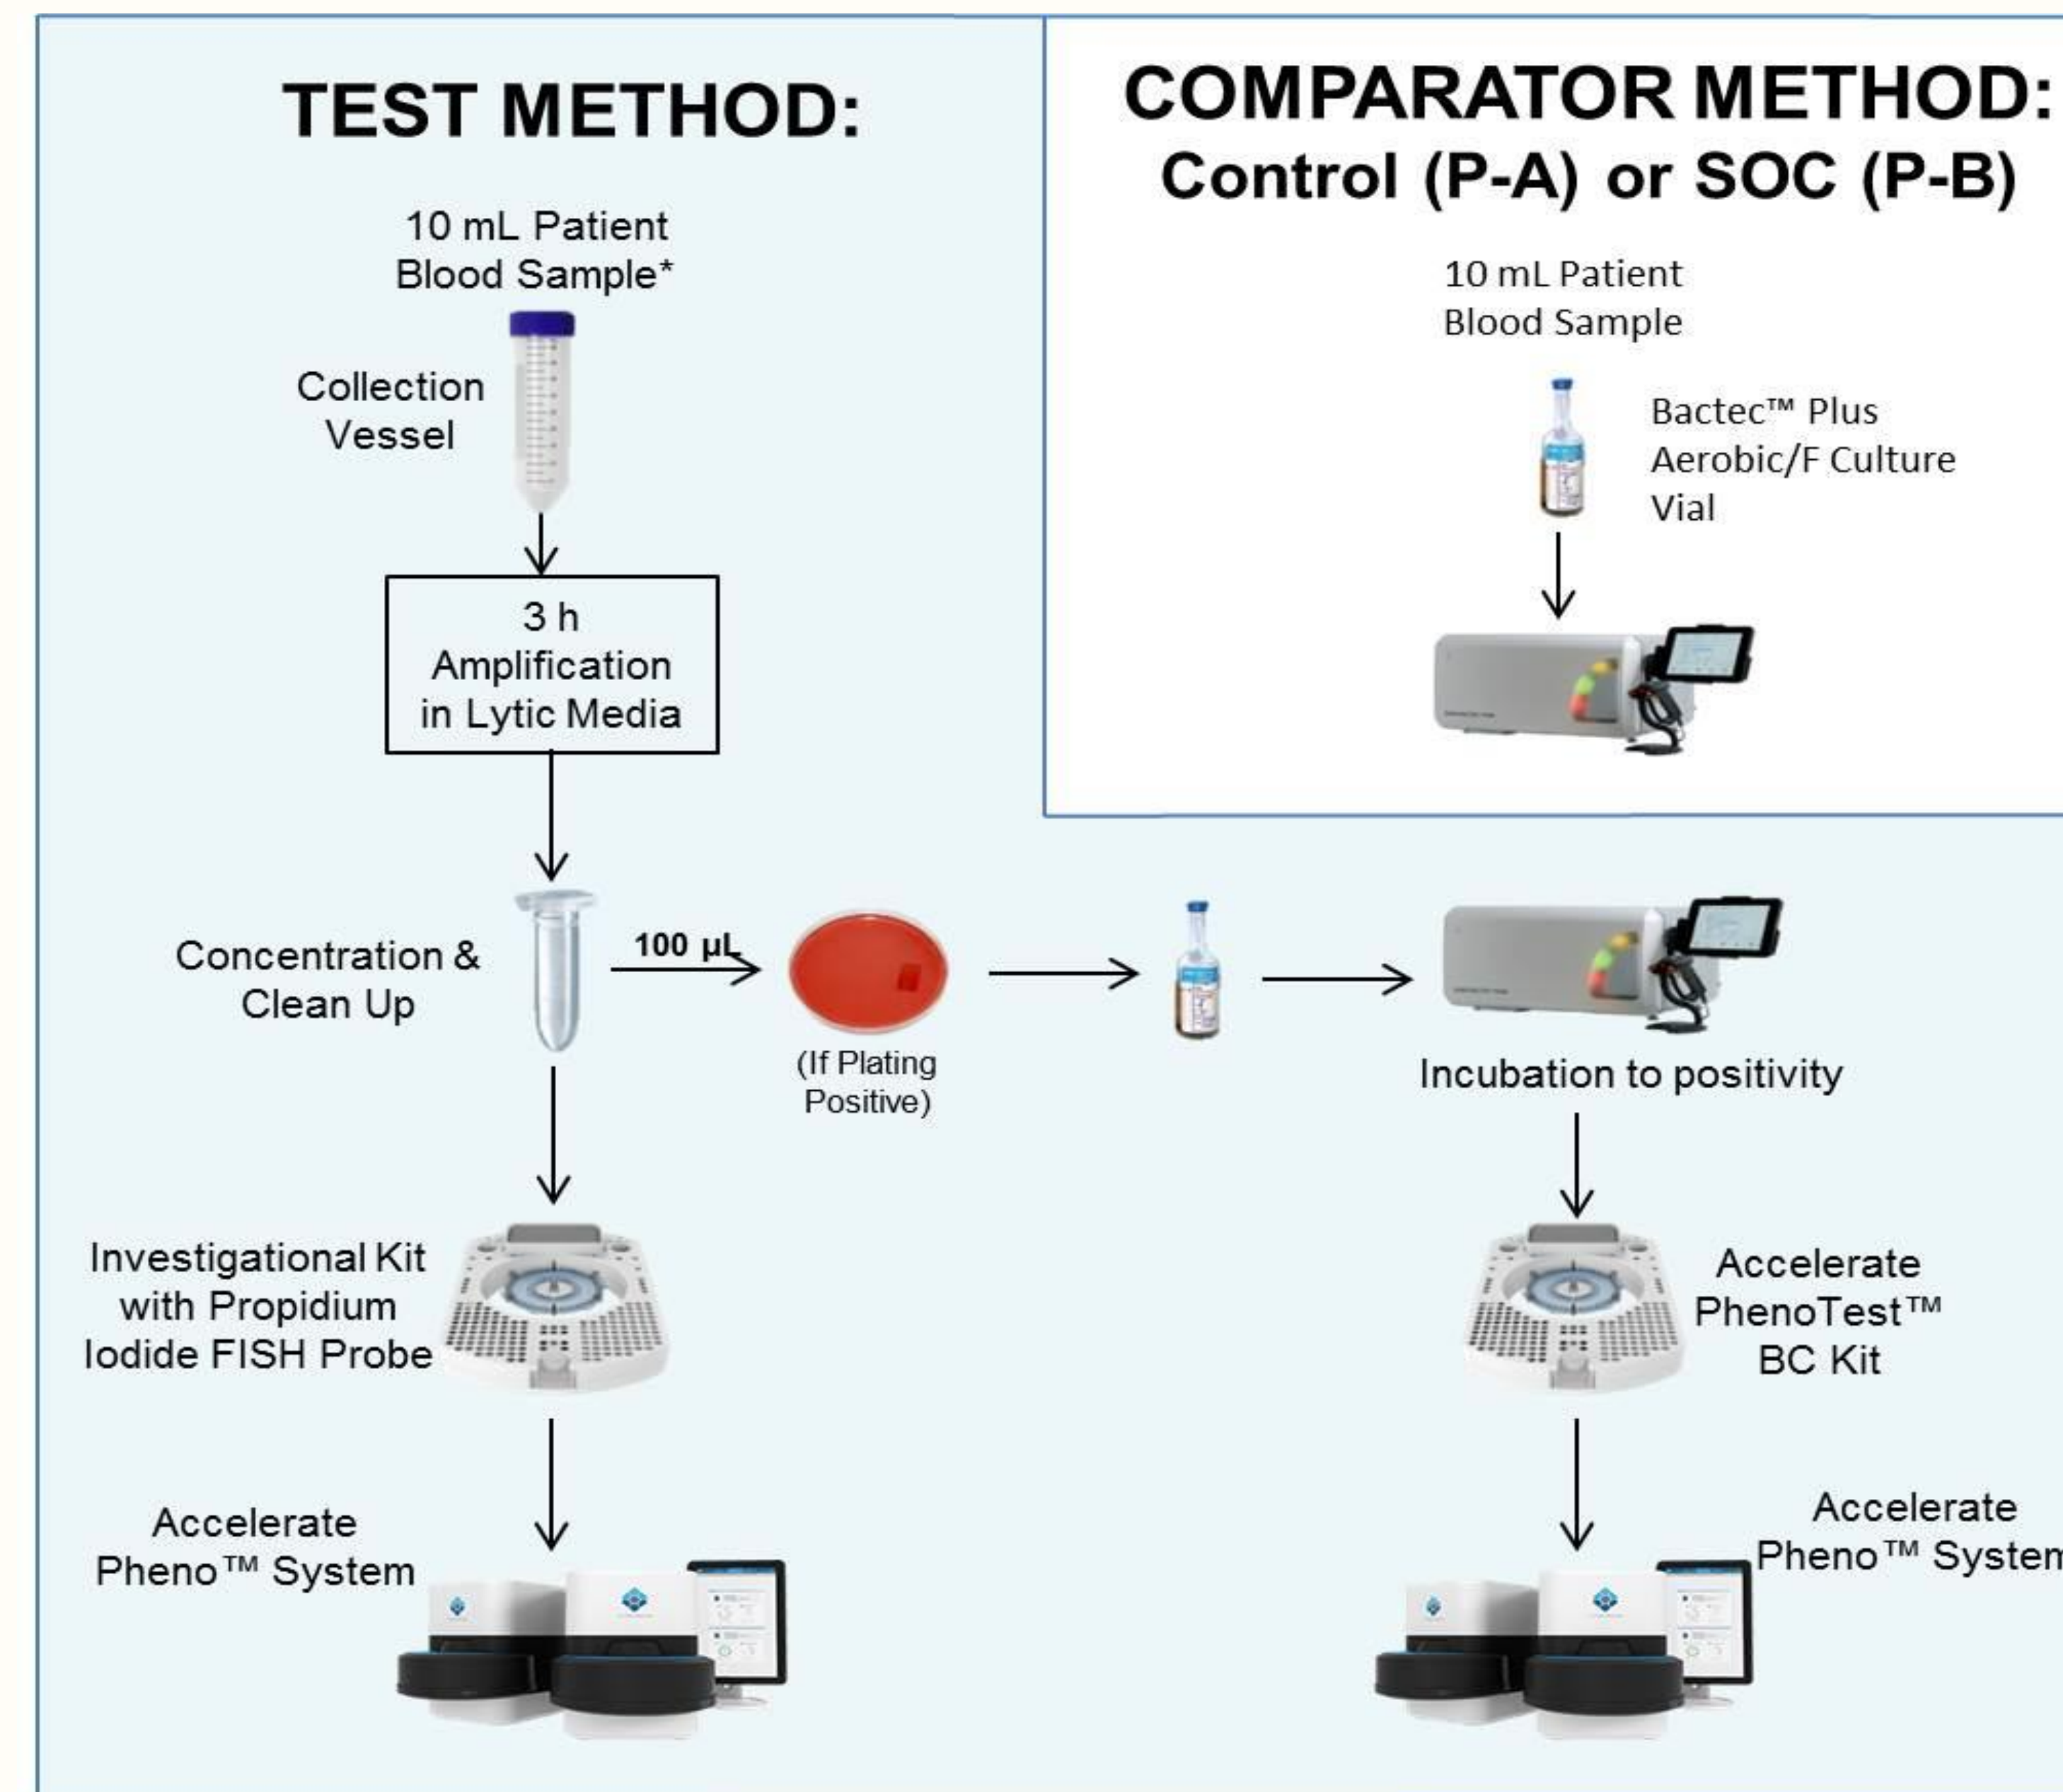 TEST METHOD:
10 mL Patient
Blood Sample*
Collection
Vessel
3 h
Amplification
in Lytic Media
Concentration &
Clean Up
100 µL
(If Plating
Positive)
Investigational Kit
with Propidium
Iodide FISH Probe
Accelerate
Pheno™ System
COMPARATOR METHOD:
Control (P-A) or SOC (P-B)
10 mL Patient
Blood Sample
Bactec™ Plus
Aerobic/F Culture
Vial
Incubation to positivity
Accelerate
PhenoTest™
BC Kit
Accelerate
Pheno™ System